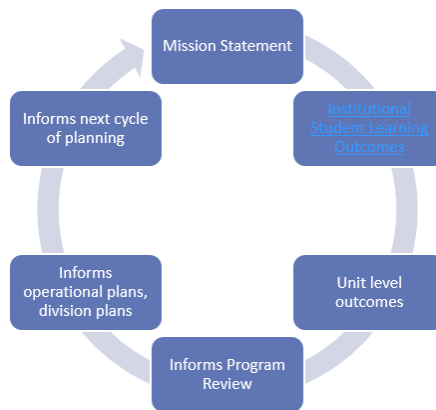 Mission Statement
Institutional
Student Learning
Outcomes
Unit level
outcomes
Informs Program
Review
Informs
operational plans,
division plans
Informs next cycle
of planning